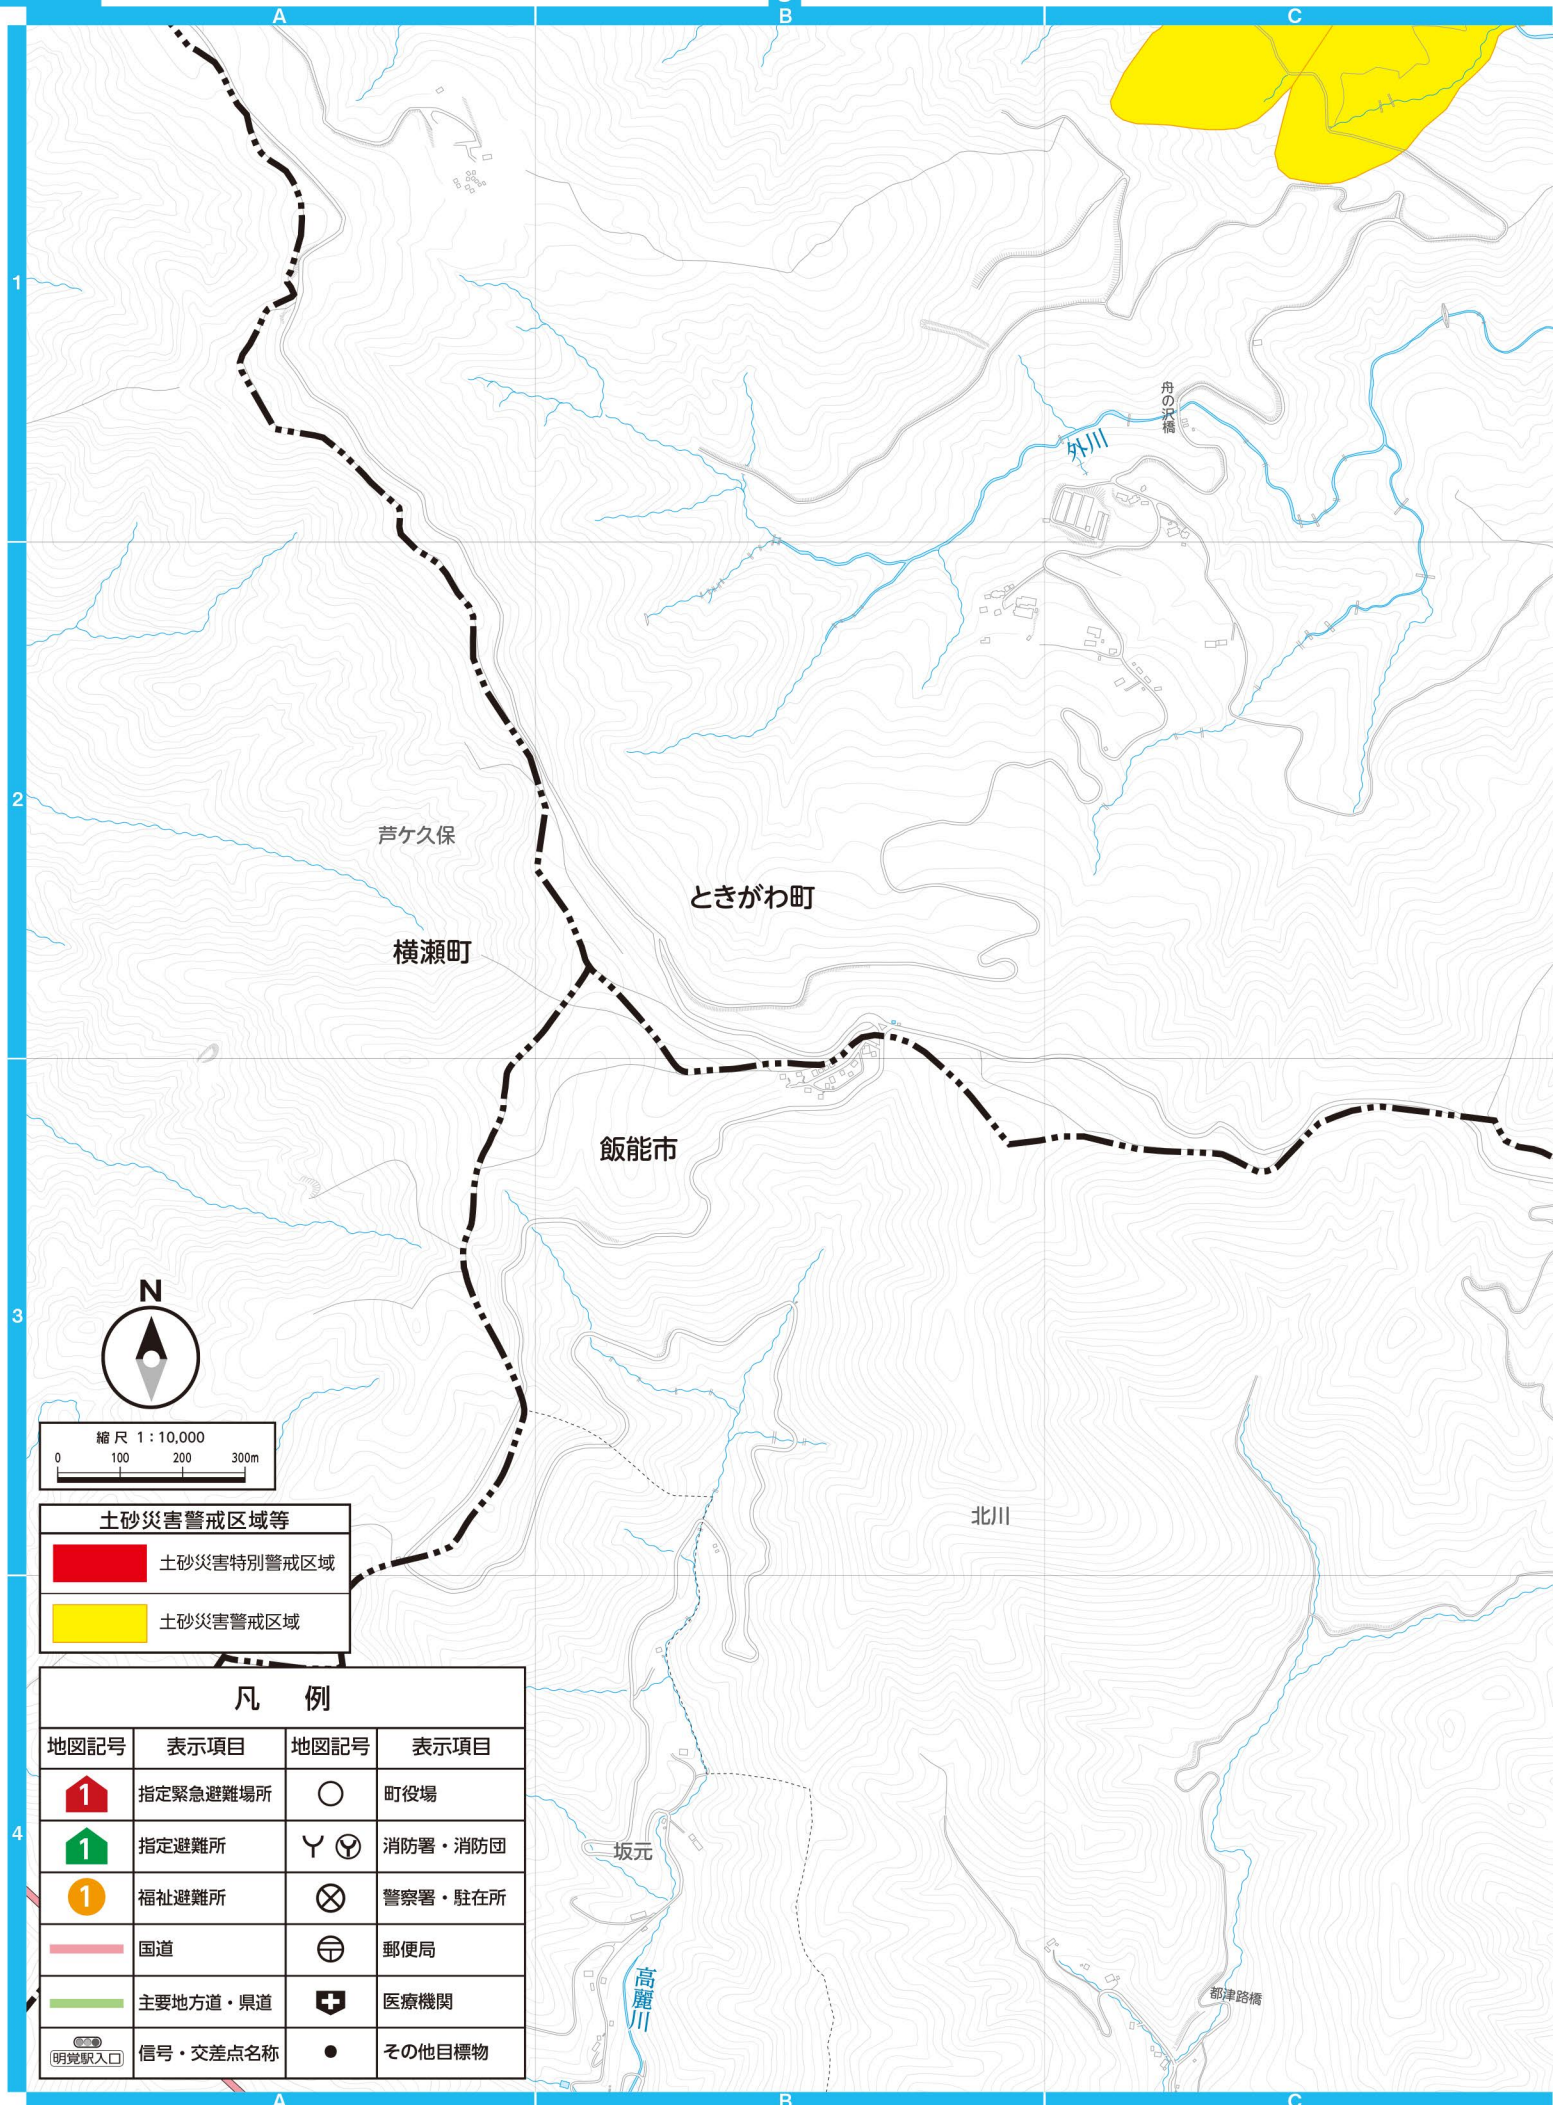 A
B
C
1
舟の沢橋
外川
2
芦ケ久保
ときがわ町
横瀬町
飯能市
3
N
縮尺 1：10,000
0 100 200 300m
北川
土砂災害警戒区域等
土砂災害特別警戒区域
土砂災害警戒区域
凡 例
地図記号 表示項目 地図記号 表示項目
1 指定緊急避難場所 町役場
4
1 指定避難所 消防署・消防団
坂元
1 福祉避難所 警察署・駐在所
国道 郵便局
高麗川
主要地方道・県道 医療機関
都津路橋
明覚駅入口 信号・交差点名称 その他目標物
A
B
C